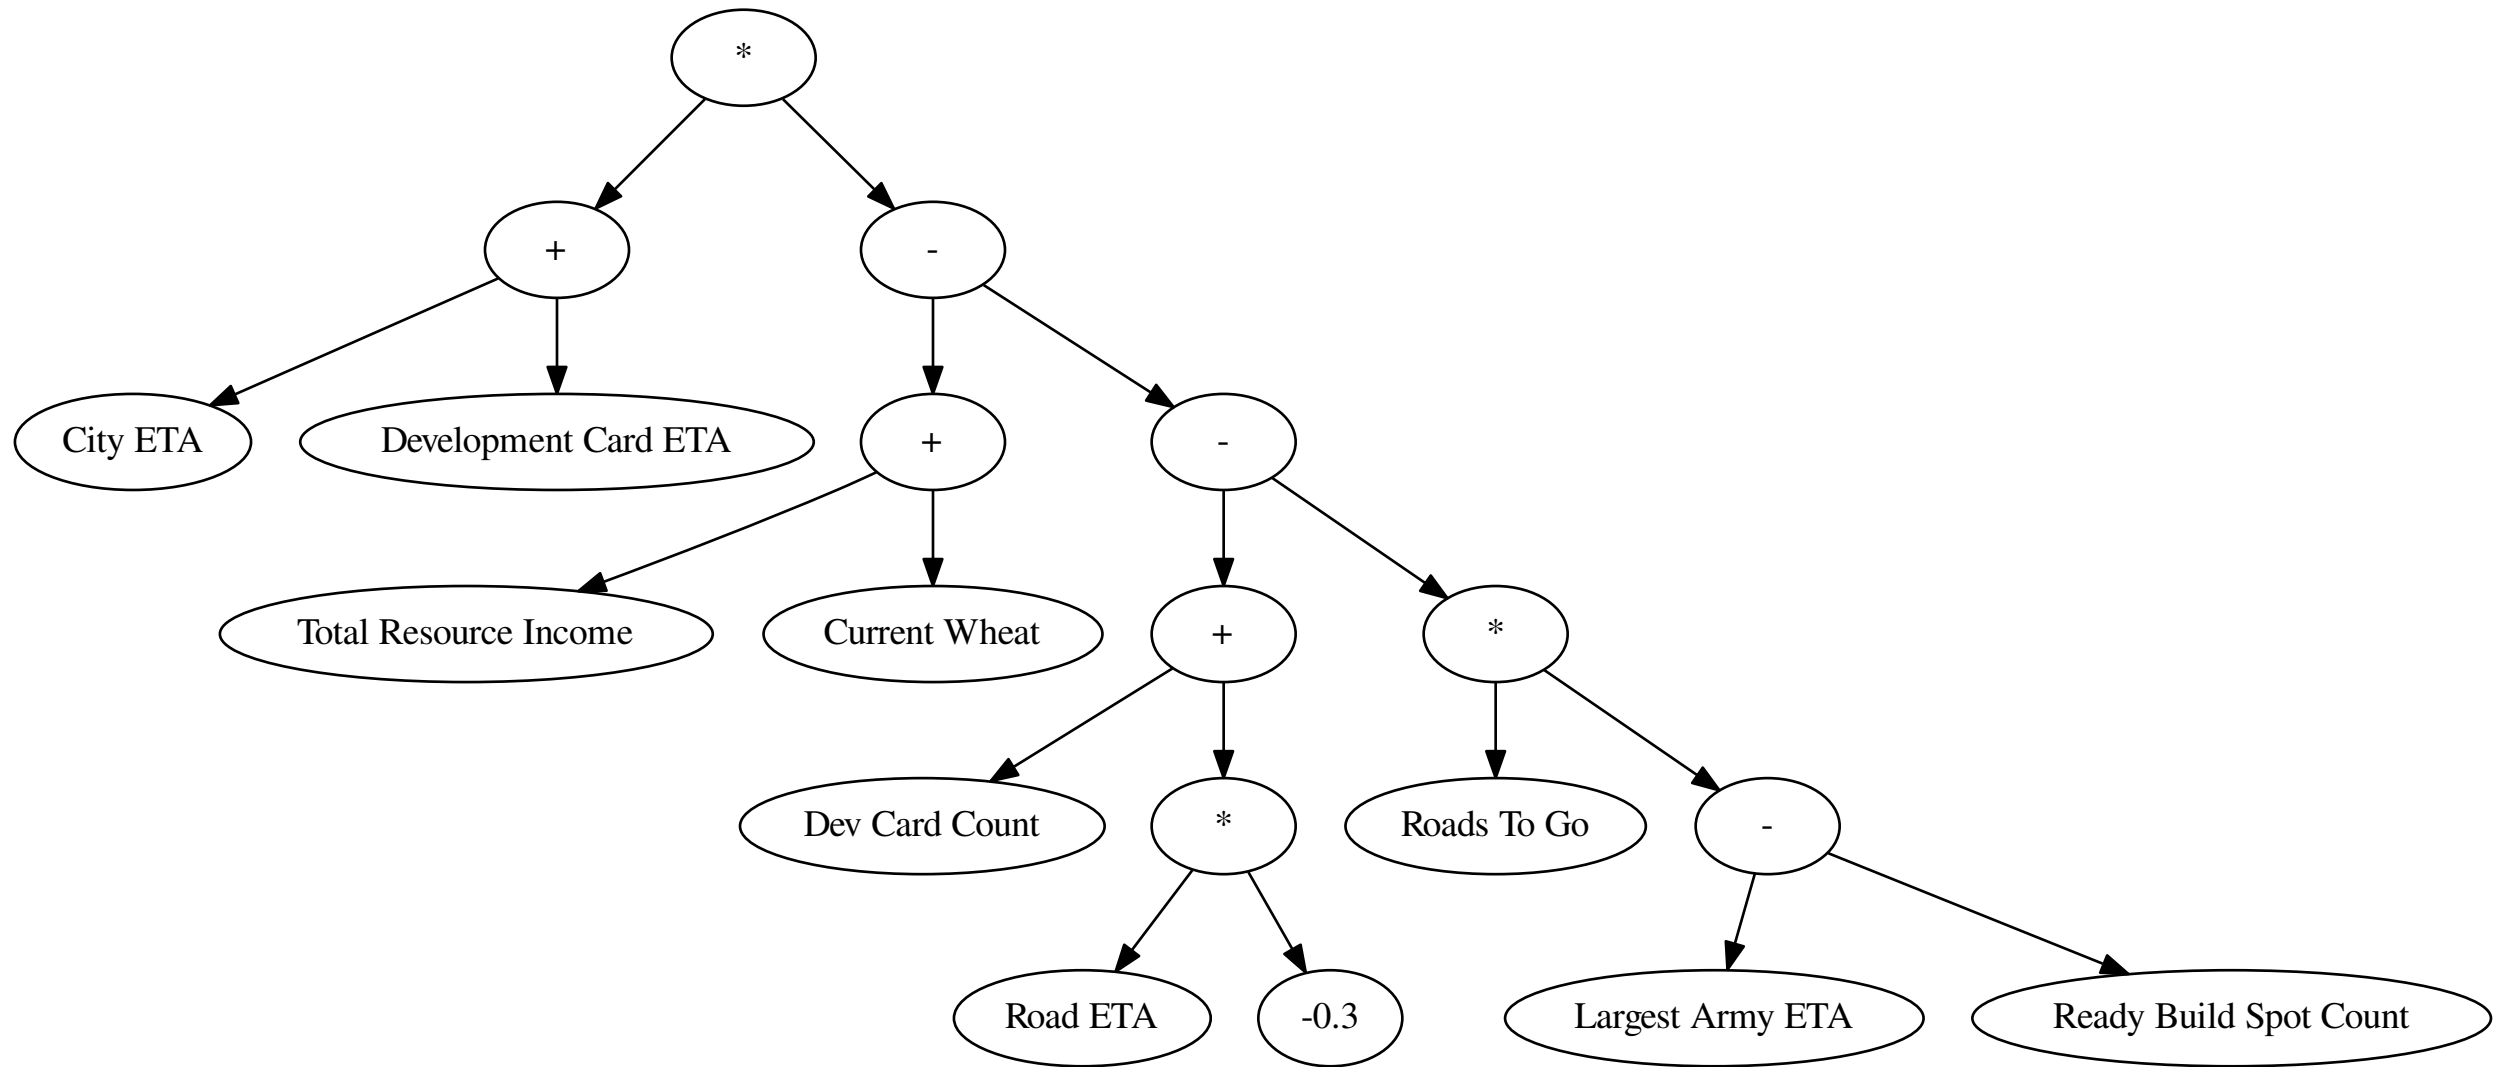 *
+
-
City ETA
Development Card ETA
+
-
Total Resource Income
Current Wheat
+
*
Dev Card Count
*
Roads To Go
-
Road ETA
-0.3
Largest Army ETA
Ready Build Spot Count